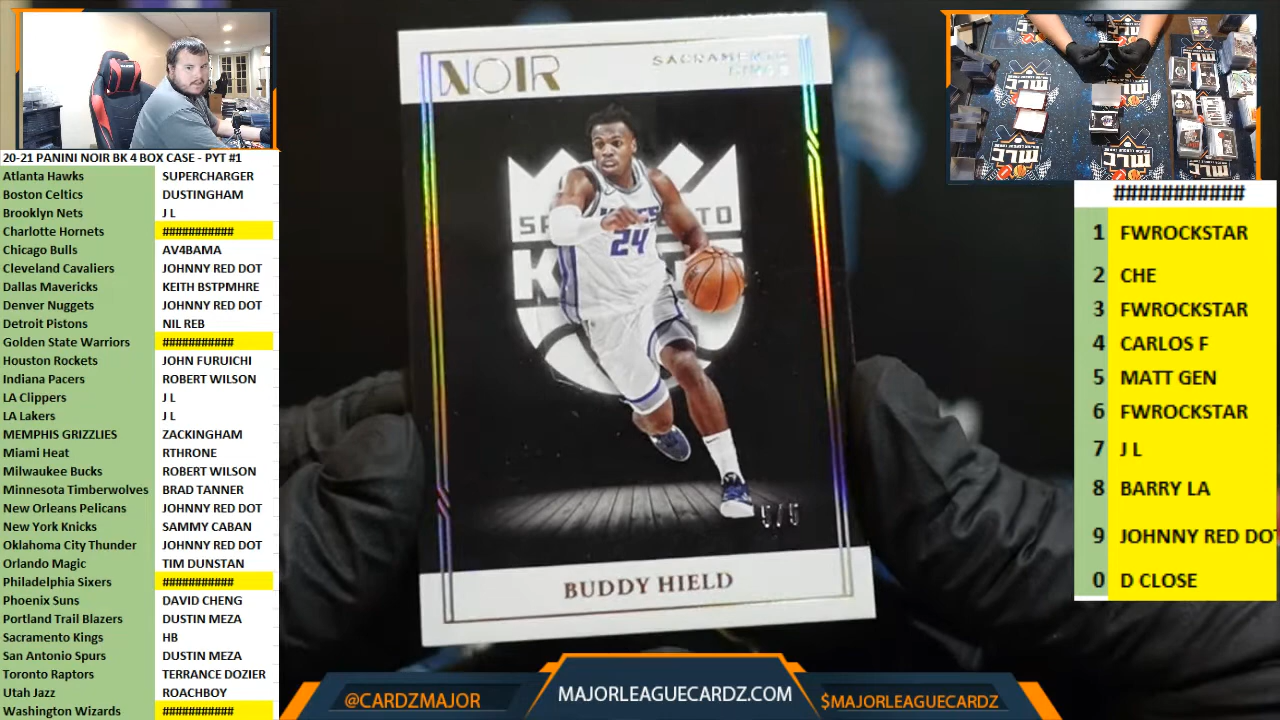 20-21 PANINI NOIR BK 4 BOX CASE - PYT #1
Atlanta Hawks SUPERCHARGER
Boston Celtics DUSTINGHAM
Brooklyn Nets J L
Charlotte Hornets ###########
Chicago Bulls AV4BAMA
Cleveland Cavaliers JOHNNY RED DOT
Dallas Mavericks KEITH BSTPMHRE
Denver Nuggets JOHNNY RED DOT
Detroit Pistons NIL REB
Golden State Warriors ###########
Houston Rockets JOHN FURUICHI
Indiana Pacers ROBERT WILSON
LA Clippers J L
LA Lakers J L
MEMPHIS GRIZZLIES ZACKINGHAM
Miami Heat RTHRONE
Milwaukee Bucks ROBERT WILSON
Minnesota Timberwolves BRAD TANNER
New Orleans Pelicans JOHNNY RED DOT
New York Knicks SAMMY CABAN
Oklahoma City Thunder JOHNNY RED DOT
Orlando Magic TIM DUNSTAN
Philadelphia Sixers ###########
Phoenix Suns DAVID CHENG
Portland Trail Blazers DUSTIN MEZA
Sacramento Kings HB
San Antonio Spurs DUSTIN MEZA
Toronto Raptors TERRANCE DOZIER
Utah Jazz ROACHBOY
Washington Wizards ###########
NOIR
SACRAMENTO
KINGS
24
5/5
BUDDY HIELD
###########
1 FWROCKSTAR
2 CHE
3 FWROCKSTAR
4 CARLOS F
5 MATT GEN
6 FWROCKSTAR
7 J L
8 BARRY LA
9 JOHNNY RED DOT
0 D CLOSE
@CARDZMAJOR
MAJORLEAGUECARDZ.COM
$MAJORLEAGUECARDZ